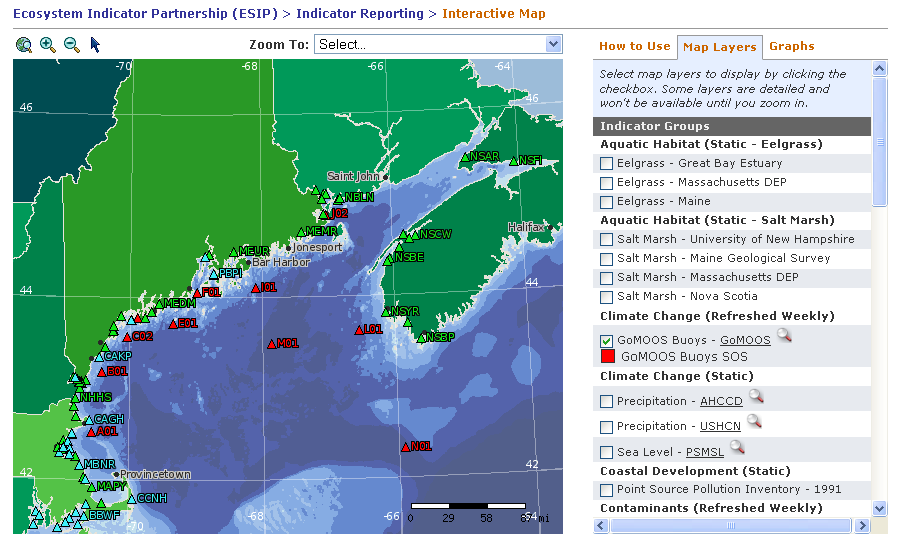 Ecosystem Indicator Partnership (ESIP) > Indicator Reporting > Interactive Map
Zoom To: Select...
How to Use Map Layers Graphs
Select map layers to display by clicking the
checkbox. Some layers are detailed and
won't be available until you zoom in.
Indicator Groups
Aquatic Habitat (Static - Eelgrass)
Eelgrass - Great Bay Estuary
Eelgrass - Massachusetts DEP
Eelgrass - Maine
Aquatic Habitat (Static - Salt Marsh)
Salt Marsh - University of New Hampshire
Salt Marsh - Maine Geological Survey
Salt Marsh - Massachusetts DEP
Salt Marsh - Nova Scotia
Climate Change (Refreshed Weekly)
GoMOOS Buoys - GoMOOS
GoMOOS Buoys SOS
Climate Change (Static)
Precipitation - AHCCD
Precipitation - USHCN
Sea Level - PSMSL
Coastal Development (Static)
Point Source Pollution Inventory - 1991
Contaminants (Refreshed Weekly)
-70 -68 -66 -64
46 46
NSAR NSFI
Saint John
NBLN
J02
Halifax
MEMR NSCW
Jonesport
MEUR NSBE
Bar Harbor
PBPI
44 I01 44
F01
MEDM
NSYR
E01 L01
C02 M01 NSBP
CAKP
B01
NHHS
CAGH
A01
N01
MBNR 42
42 Provincetown
MAPY
CCNH
BBWF
0 29 58 87 mi
-70 -68 -66 -64